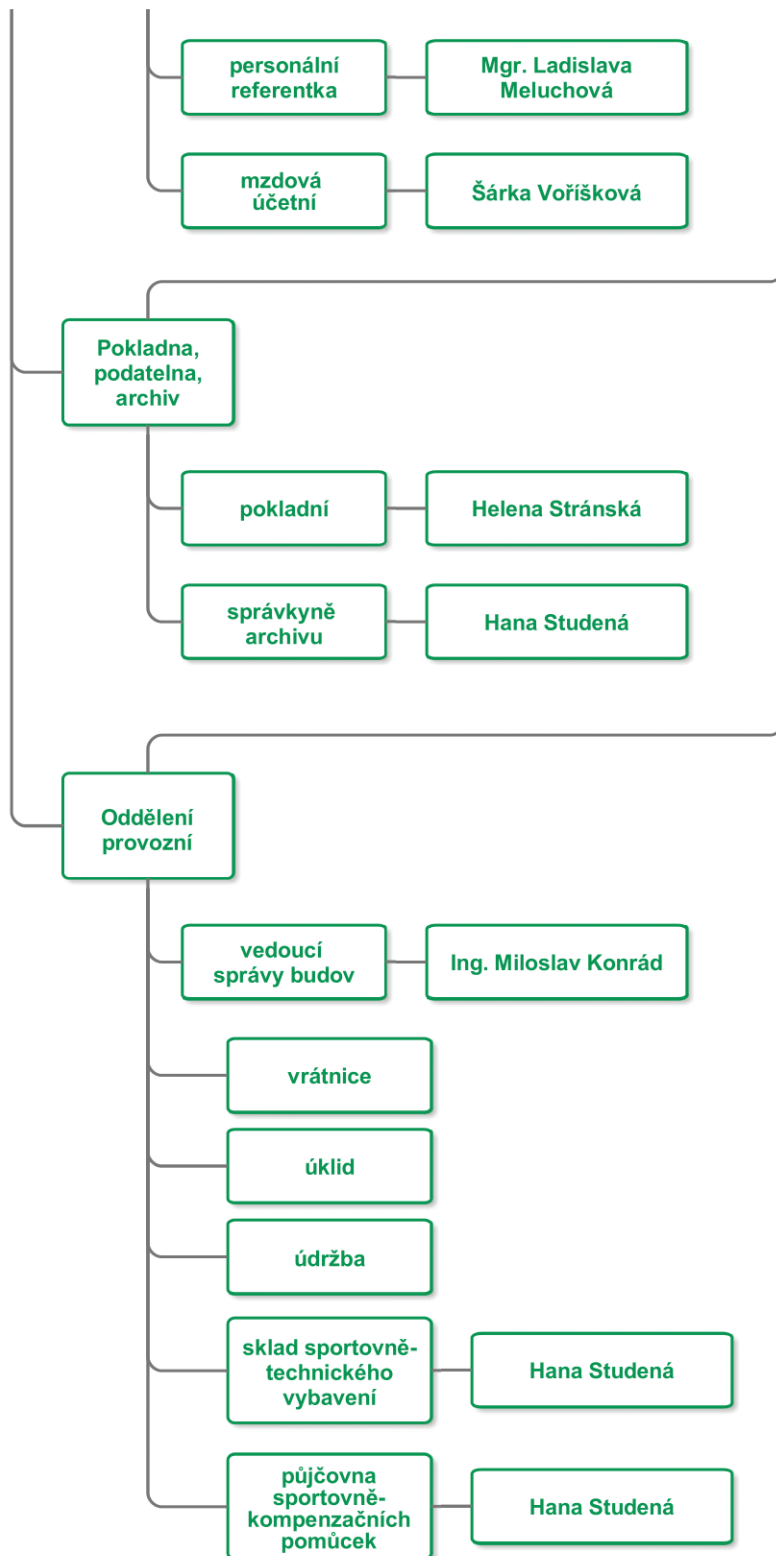 personální
referentka
Mgr. Ladislava
Meluchová
mzdová
účetní
Šárka Voříšková
Pokladna,
podatelna,
archiv
pokladní
Helena Stránská
správkyně
archivu
Hana Studená
Oddělení
provozní
vedoucí
správy budov
Ing. Miloslav Konrád
vrátnice
úklid
údržba
sklad sportovně-
technického
vybavení
Hana Studená
půjčovna
sportovně-
kompenzačních
pomůcek
Hana Studená